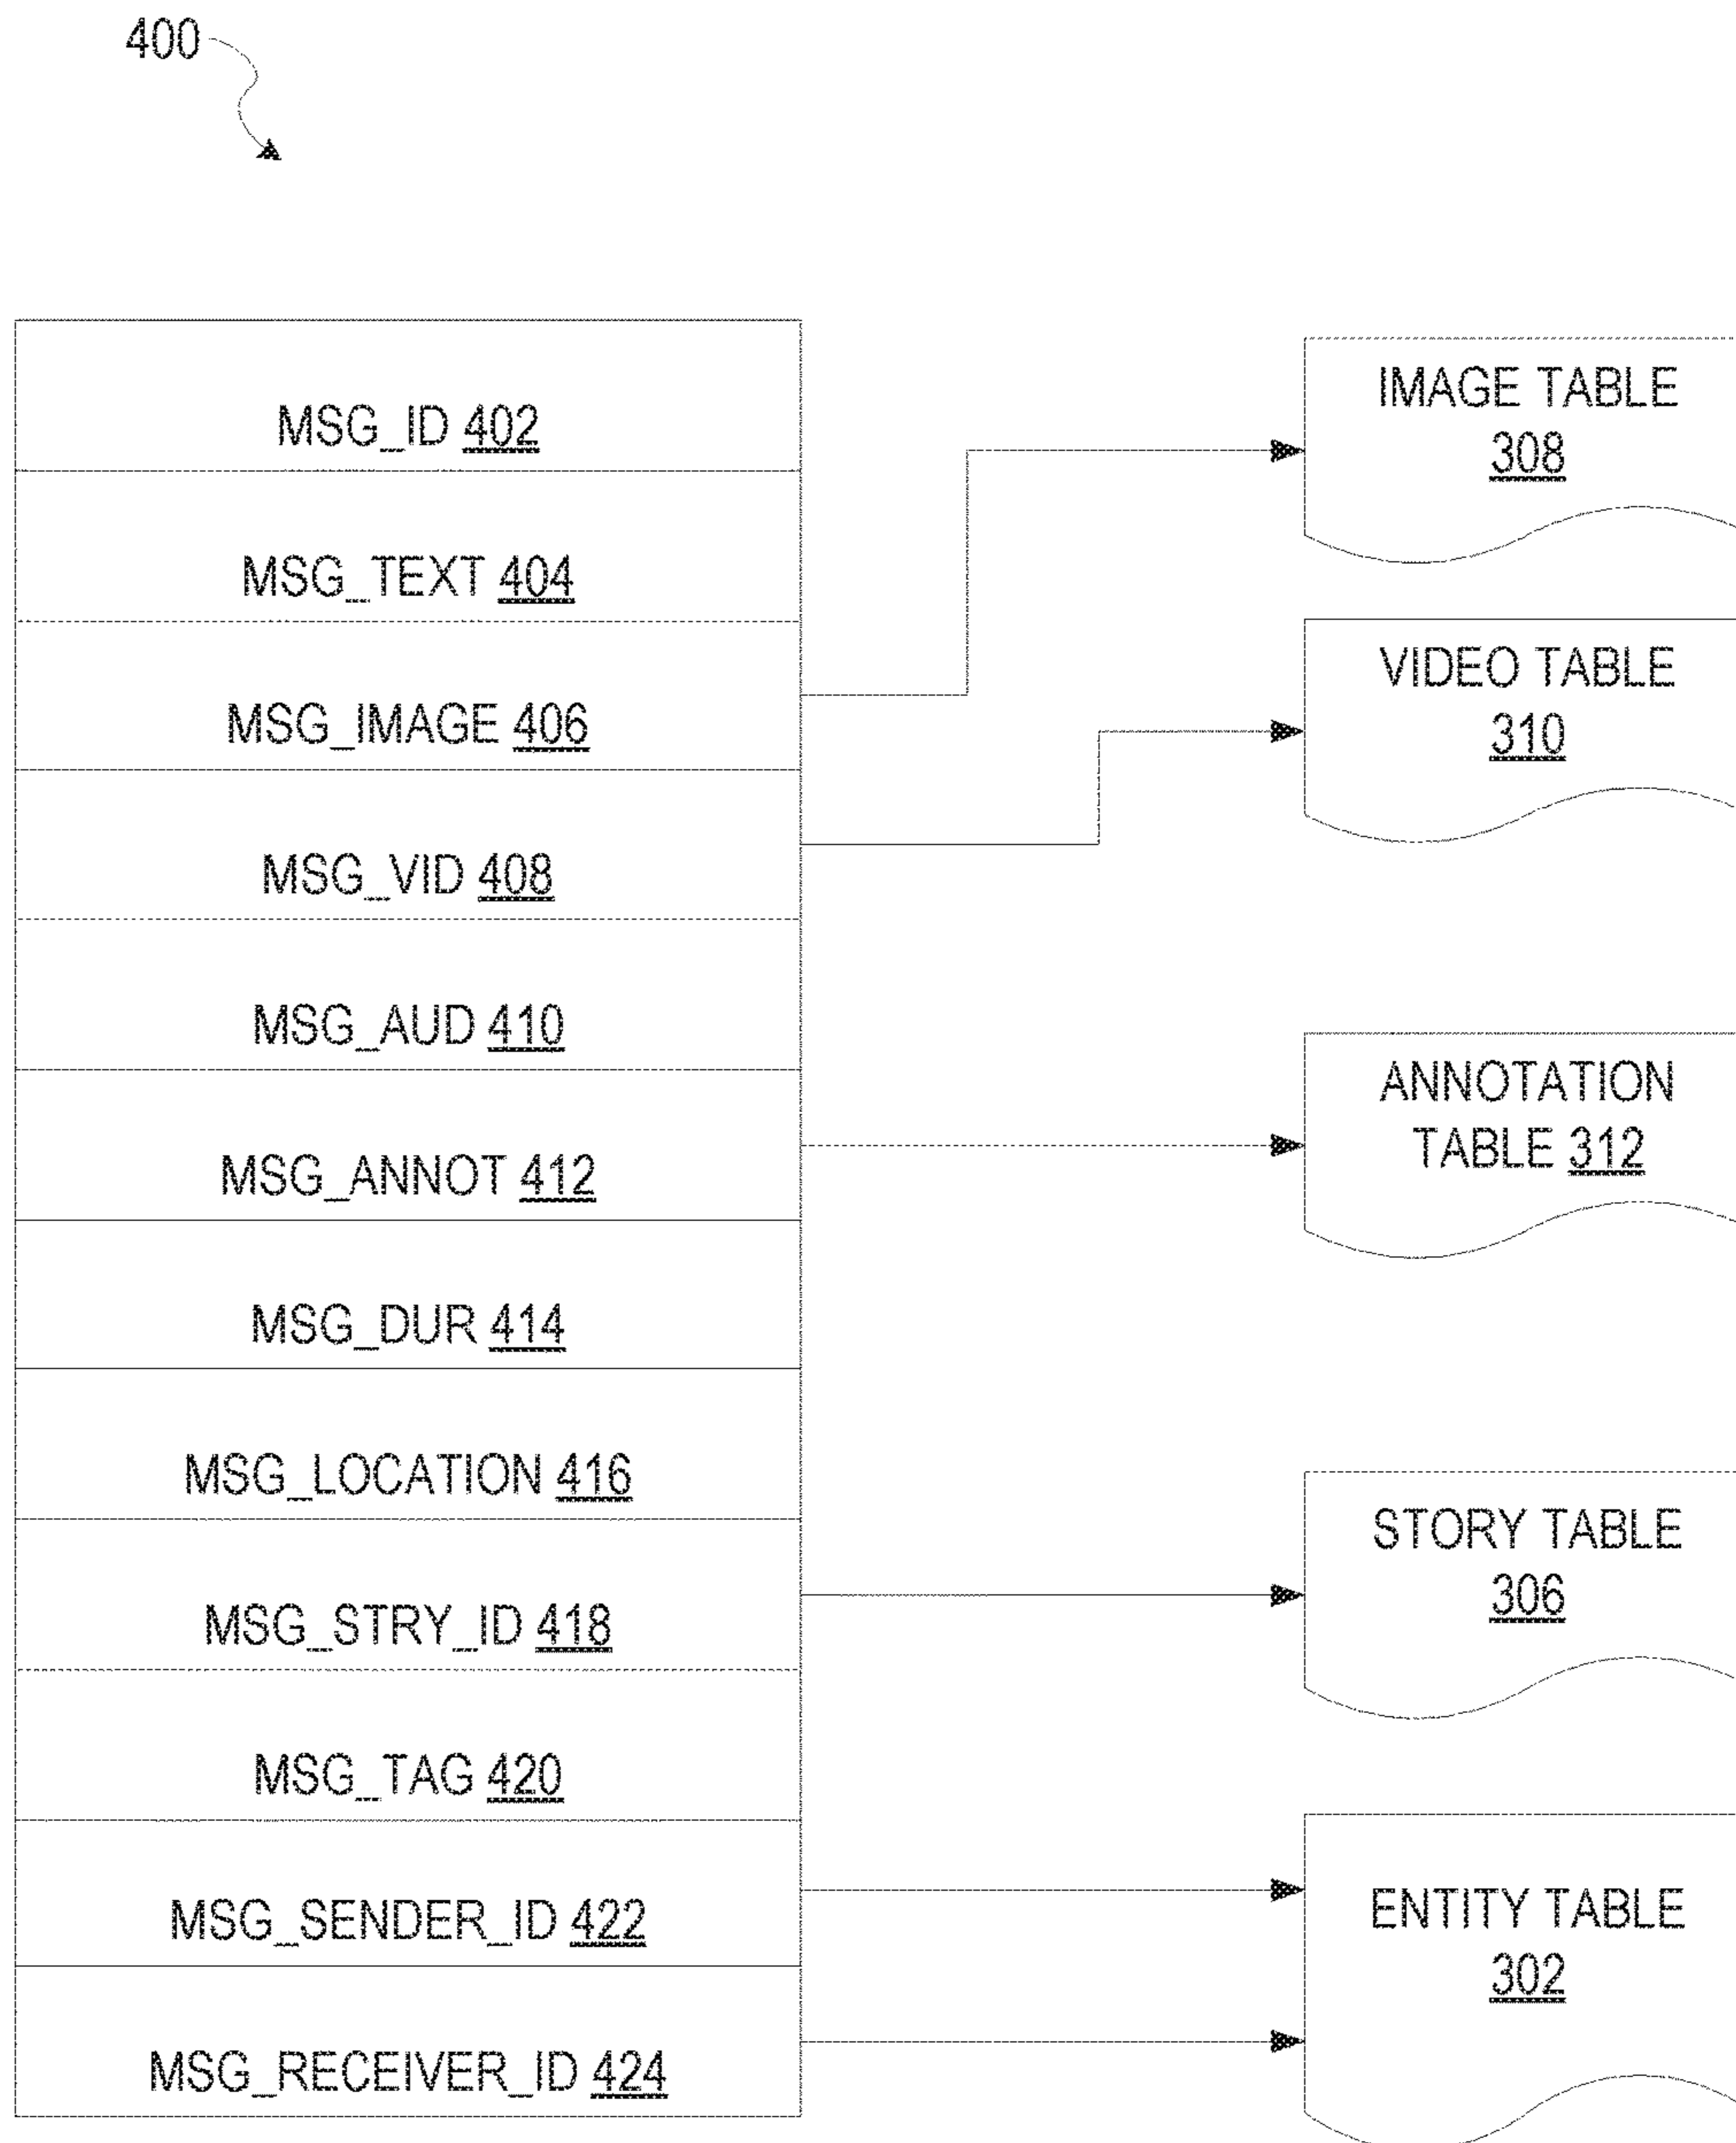 400
MSG_ID 402
MSG_TEXT 404
MSG_IMAGE 406
MSG_VID 408
MSG_AUD 410
MSG_ANNOT 412
MSG_DUR 414
MSG_LOCATION 416
MSG_STRY_ID 418
MSG_TAG 420
MSG_SENDER_ID 422
MSG_RECEIVER_ID 424
IMAGE TABLE
308
VIDEO TABLE
310
ANNOTATION
TABLE 312
STORY TABLE
306
ENTITY TABLE
302